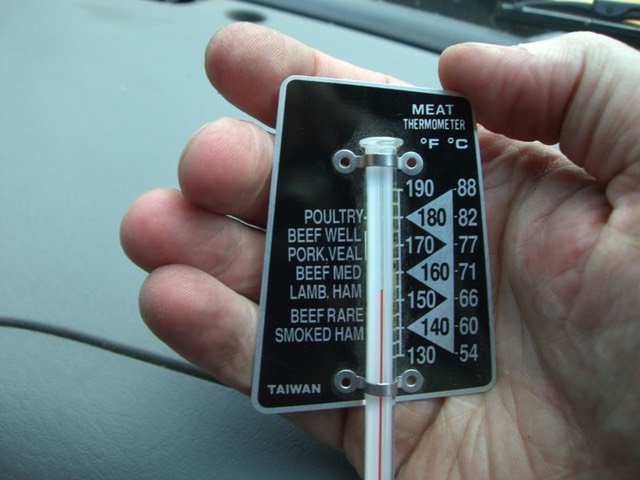 MEAT
THERMOMETER
°F °C
190 88
POULTRY 180 82
BEEF WELL
PORK, VEAL 170 77
BEEF MED 160 71
LAMB, HAM 150 66
BEEF RARE
SMOKED HAM 140 60
130 54
TAIWAN